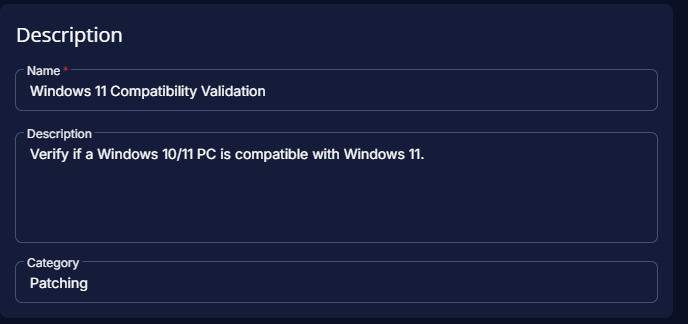 Description
Name *
Windows 11 Compatibility Validation
Description
Verify if a Windows 10/11 PC is compatible with Windows 11.
Category
Patching